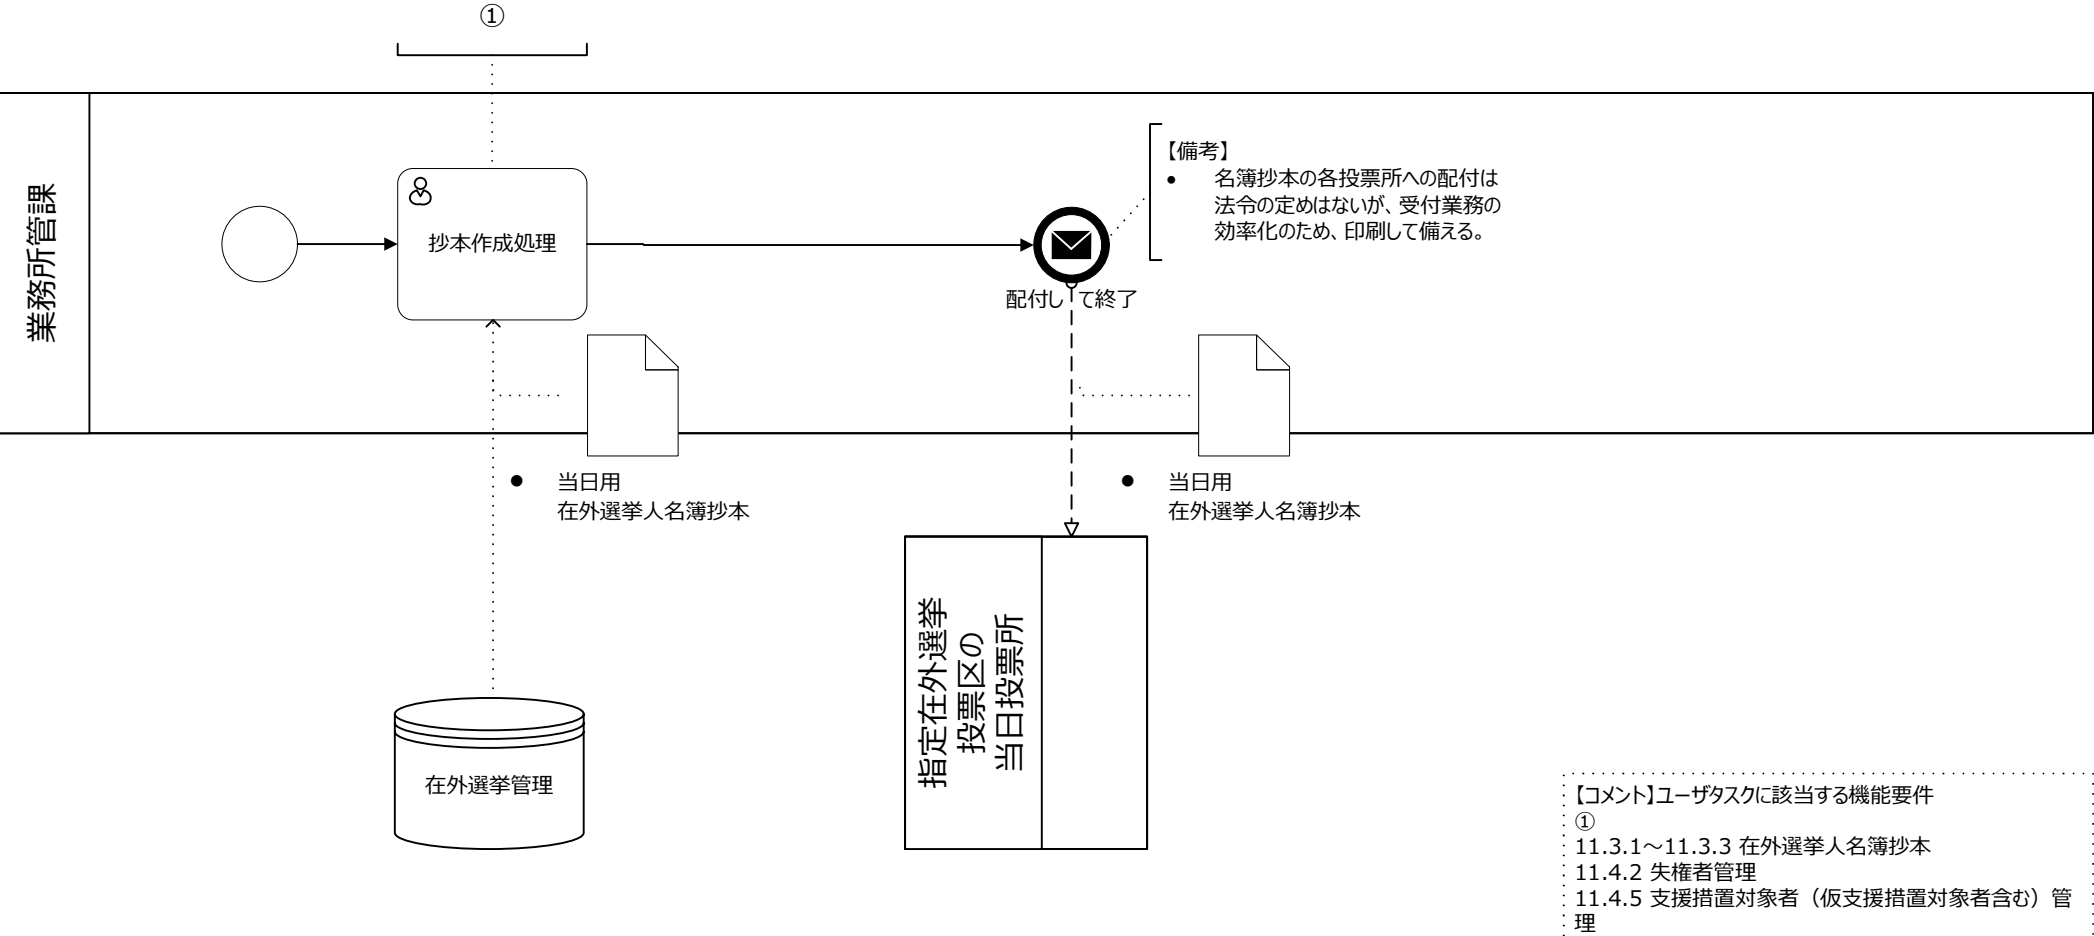 ①
業務所管課
抄本作成処理
【備考】
• 名簿抄本の各投票所への配付は
法令の定めはないが、受付業務の
効率化のため、印刷して備える。
配付して終了
● 当日用
在外選挙人名簿抄本
● 当日用
在外選挙人名簿抄本
指定在外選挙
投票区の
当日投票所
在外選挙管理
【コメント】ユーザタスクに該当する機能要件
①
11.3.1～11.3.3 在外選挙人名簿抄本
11.4.2 失権者管理
11.4.5 支援措置対象者（仮支援措置対象者含む）管
理